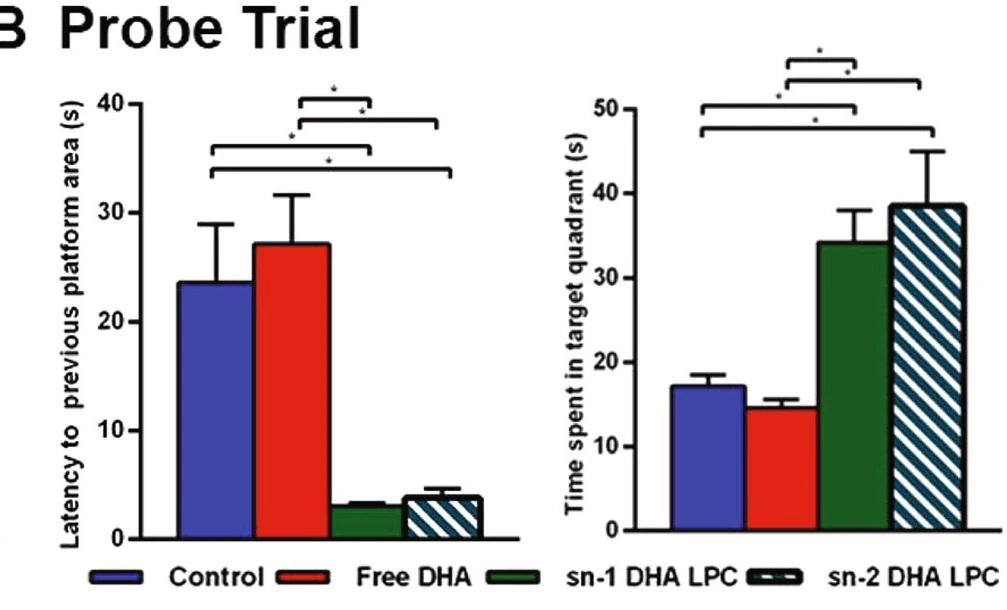 B Probe Trial
Latency to previous platform area (s)
40
30
20
10
0
* * * *
Time spent in target quadrant (s)
50
40
30
20
10
0
* * * *
Control Free DHA sn-1 DHA LPC sn-2 DHA LPC